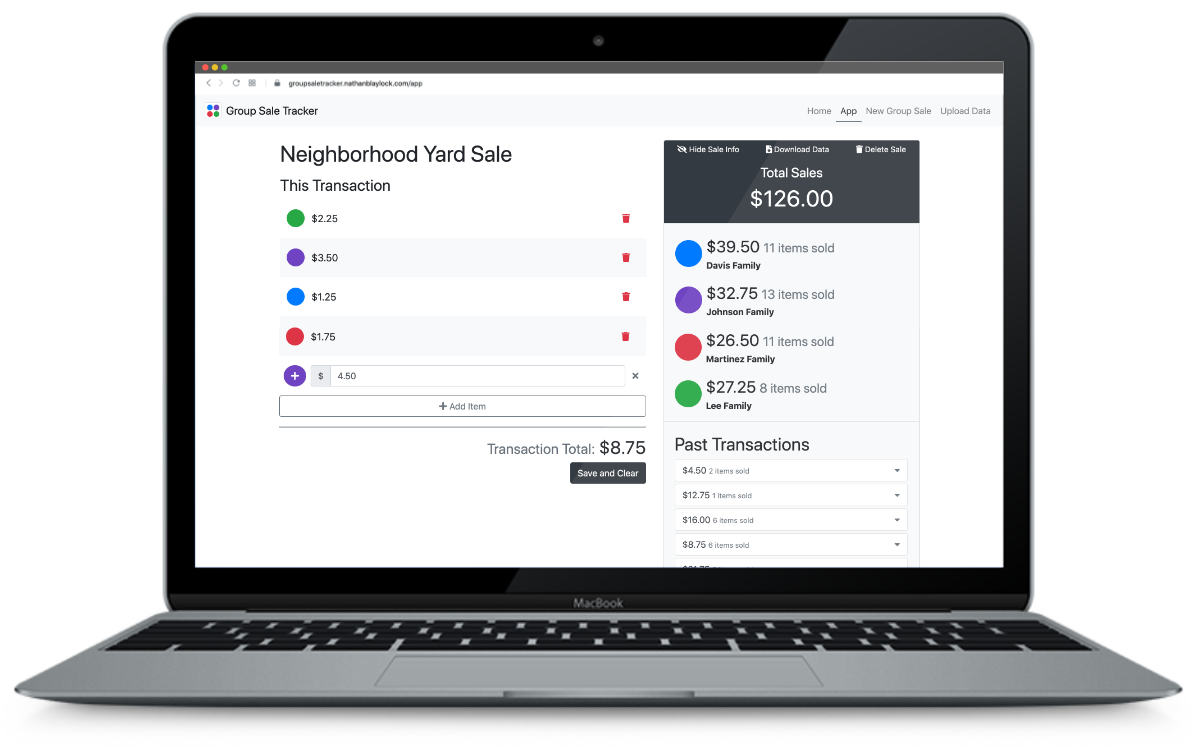 groupsaletracker.nathanblaylock.com/app
Group Sale Tracker
Home App New Group Sale Upload Data
Neighborhood Yard Sale
This Transaction
$2.25
$3.50
$1.25
$1.75
$ 4.50
Add Item
Transaction Total: $8.75
Save and Clear
Hide Sale Info Download Data Delete Sale
Total Sales
$126.00
$39.50 11 items sold
Davis Family
$32.75 13 items sold
Johnson Family
$26.50 11 items sold
Martinez Family
$27.25 8 items sold
Lee Family
Past Transactions
$4.50 2 items sold
$12.75 1 items sold
$16.00 6 items sold
$8.75 6 items sold
MacBook